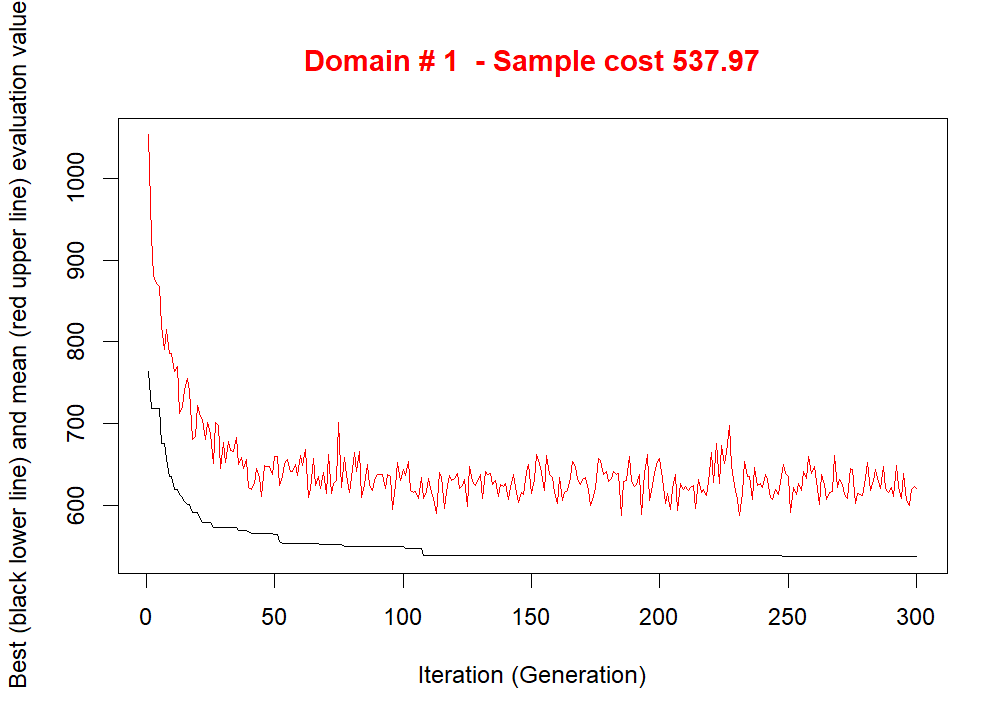 Domain # 1  - Sample cost 537.97
Best (black lower line) and mean (red upper line) evaluation value
1000
900
800
700
600
0 50 100 150 200 250 300
Iteration (Generation)